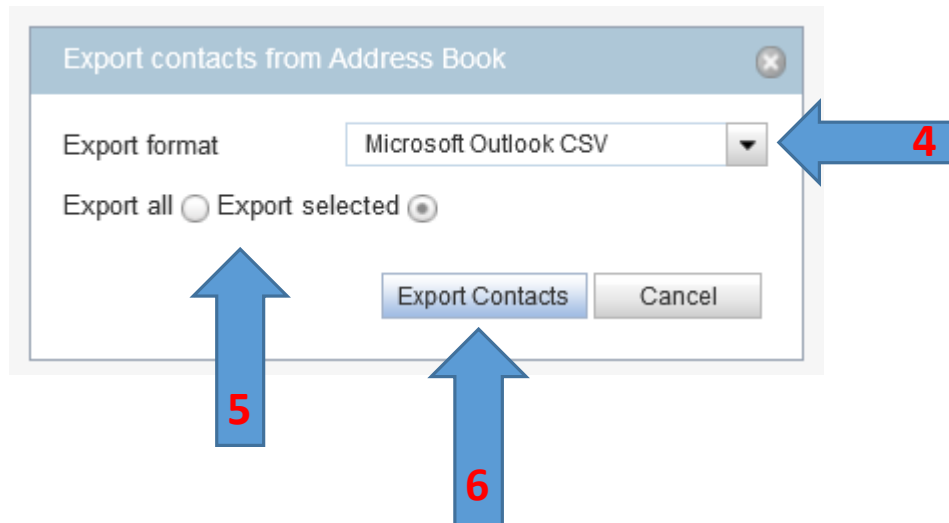 Export contacts from Address Book
Export format Microsoft Outlook CSV 4
Export all Export selected
Export Contacts Cancel
5
6